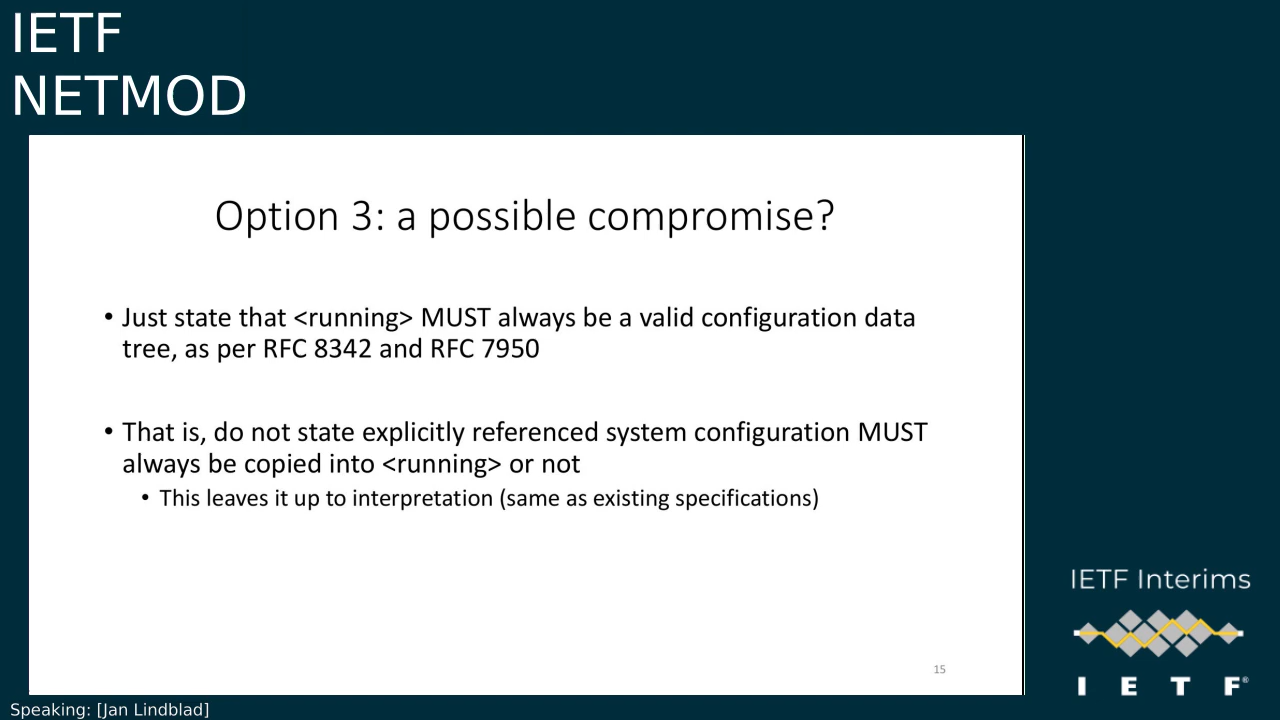 IETF
NETMOD
Option 3: a possible compromise?
• Just state that <running> MUST always be a valid configuration data
tree, as per RFC 8342 and RFC 7950
• That is, do not state explicitly referenced system configuration MUST
always be copied into <running> or not
• This leaves it up to interpretation (same as existing specifications)
15
IETF Interims
I E T F®
Speaking: [Jan Lindblad]